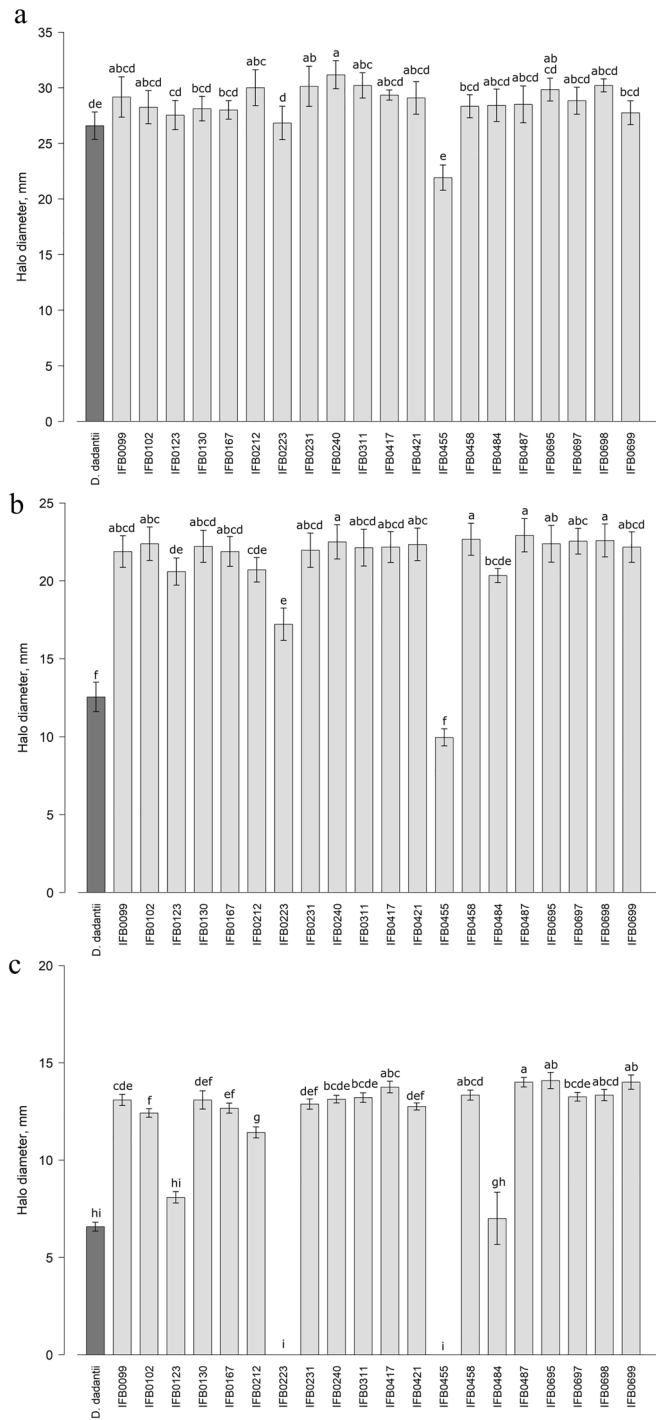 a
35
30
25
20
15
10
5
0
Halo diameter, mm
de
abcd
abcd
cd
bcd
bcd
abc
d
ab
a
abc
abcd
abcd
e
bcd
abcd
abcd
ab
cd
abcd
abcd
bcd
D. dadantii
IFB0099
IFB0102
IFB0123
IFB0130
IFB0167
IFB0212
IFB0223
IFB0231
IFB0240
IFB0311
IFB0417
IFB0421
IFB0455
IFB0458
IFB0484
IFB0487
IFB0695
IFB0697
IFB0698
IFB0699
b
25
20
15
10
5
0
Halo diameter, mm
f
abcd
abc
de
abcd
abcd
cde
e
abcd
a
abcd
abcd
abc
f
a
bcde
a
ab
abc
a
abcd
D. dadantii
IFB0099
IFB0102
IFB0123
IFB0130
IFB0167
IFB0212
IFB0223
IFB0231
IFB0240
IFB0311
IFB0417
IFB0421
IFB0455
IFB0458
IFB0484
IFB0487
IFB0695
IFB0697
IFB0698
IFB0699
c
20
15
10
5
0
Halo diameter, mm
hi
cde
f
hi
def
ef
g
i
def
bcde
bcde
abc
def
i
abcd
gh
a
ab
bcde
abcd
ab
D. dadantii
IFB0099
IFB0102
IFB0123
IFB0130
IFB0167
IFB0212
IFB0223
IFB0231
IFB0240
IFB0311
IFB0417
IFB0421
IFB0455
IFB0458
IFB0484
IFB0487
IFB0695
IFB0697
IFB0698
IFB0699